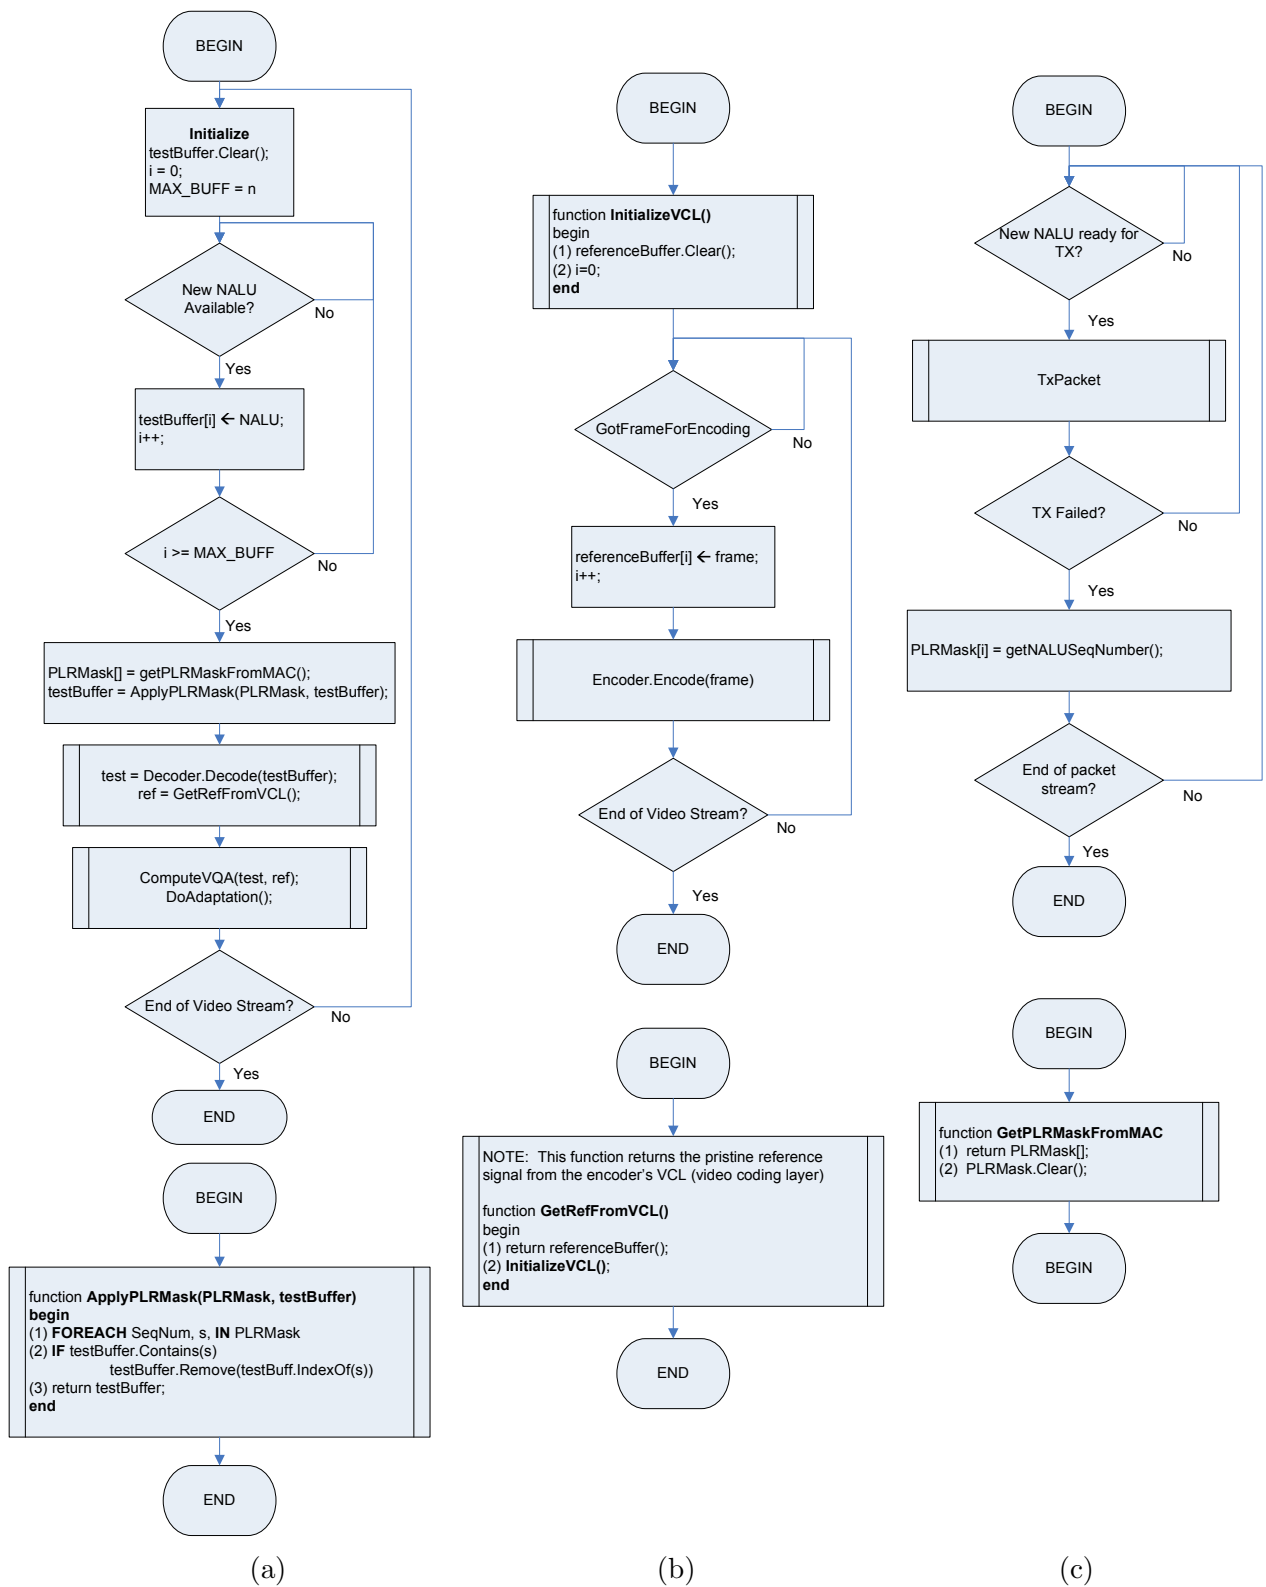 BEGIN
Initialize
testBuffer.Clear();
i = 0;
MAX_BUFF = n
New NALU
Available?
No
Yes
testBuffer[i] ← NALU;
i++;
i >= MAX_BUFF
No
Yes
PLRMask[] = getPLRMaskFromMAC();
testBuffer = ApplyPLRMask(PLRMask, testBuffer);
test = Decoder.Decode(testBuffer);
ref = GetRefFromVCL();
ComputeVQA(test, ref);
DoAdaptation();
End of Video Stream?
No
Yes
END
BEGIN
function ApplyPLRMask(PLRMask, testBuffer)
begin
(1) FOREACH SeqNum, s, IN PLRMask
(2) IF testBuffer.Contains(s)
testBuffer.Remove(testBuff.IndexOf(s))
(3) return testBuffer;
end
END
(a)
BEGIN
function InitializeVCL()
begin
(1) referenceBuffer.Clear();
(2) i=0;
end
GotFrameForEncoding
No
Yes
referenceBuffer[i] ← frame;
i++;
Encoder.Encode(frame)
End of Video Stream?
No
Yes
END
BEGIN
NOTE: This function returns the pristine reference
signal from the encoder's VCL (video coding layer)
function GetRefFromVCL()
begin
(1) return referenceBuffer();
(2) InitializeVCL();
end
END
(b)
BEGIN
New NALU ready for
TX?
No
Yes
TxPacket
TX Failed?
No
Yes
PLRMask[i] = getNALUSeqNumber();
End of packet
stream?
No
Yes
END
BEGIN
function GetPLRMaskFromMAC
(1) return PLRMask[];
(2) PLRMask.Clear();
BEGIN
(c)